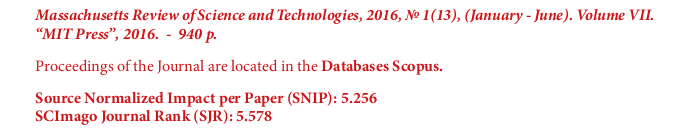 Massachusetts Review of Science and Technologies, 2016, № 1(13), (January - June). Volume VII.
“MIT Press”, 2016. - 940 p.
Proceedings of the Journal are located in the Databases Scopus.
Source Normalized Impact per Paper (SNIP): 5.256
SCImago Journal Rank (SJR): 5.578